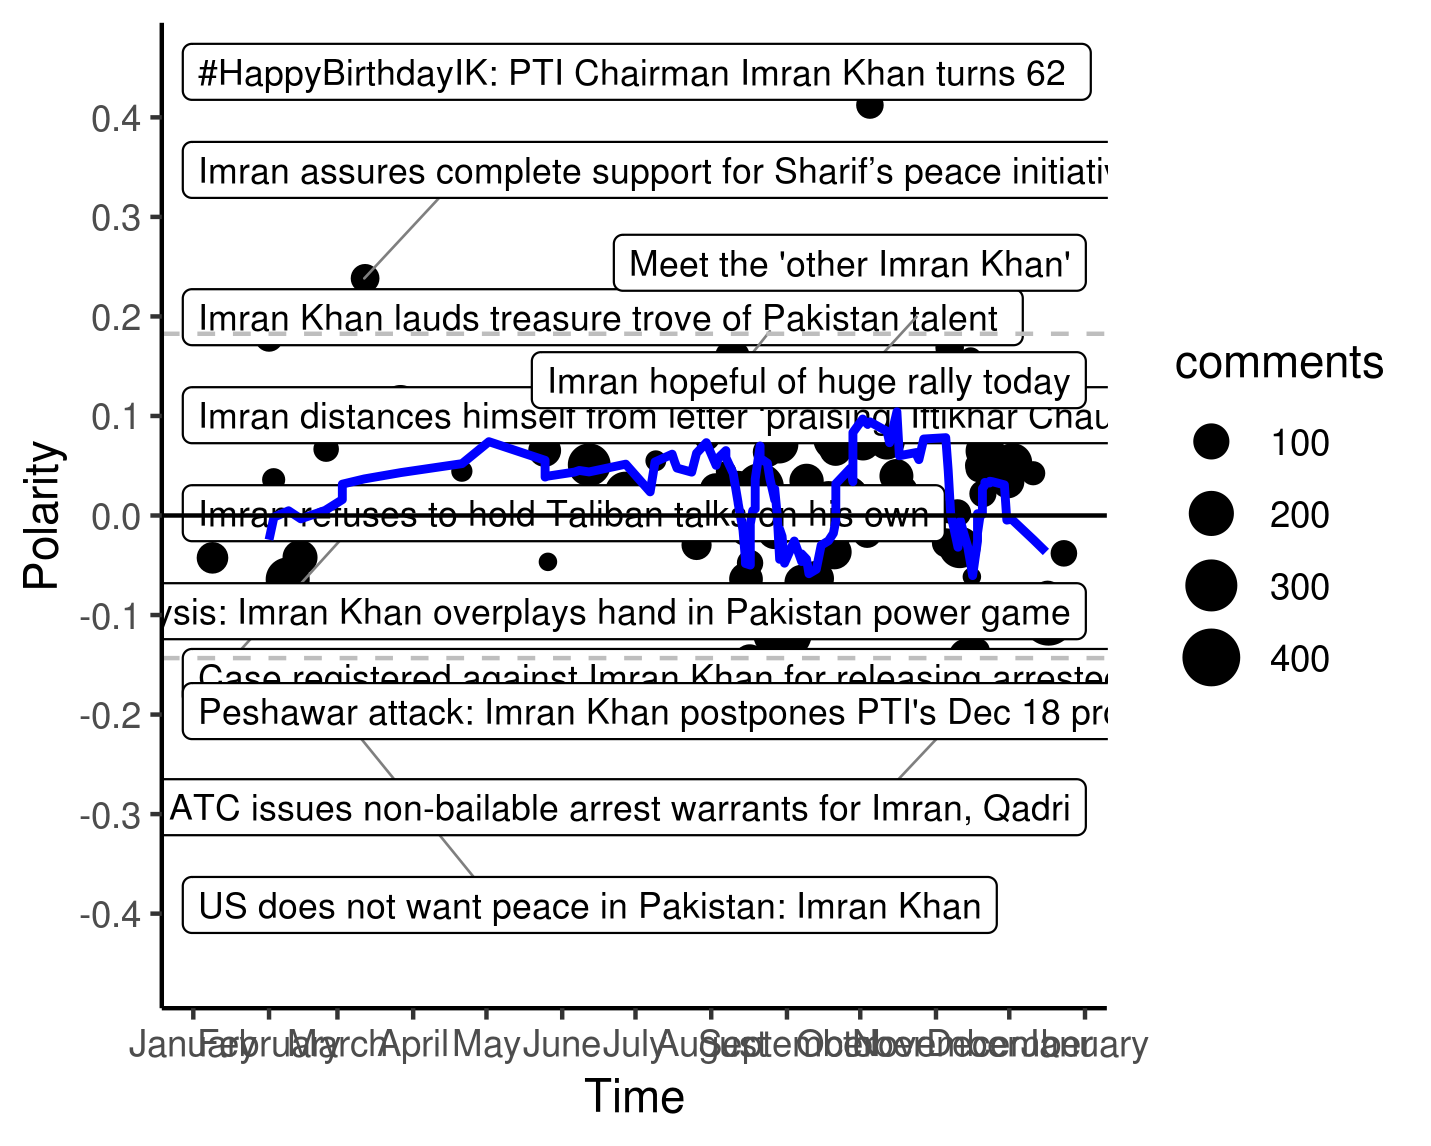 #HappyBirthdayIK: PTI Chairman Imran Khan turns 62
0.4
Imran assures complete support for Sharif’s peace
0.3
Meet the 'other Imran Khan'
0.2
Imran Khan lauds treasure trove of Pakistan talent
Imran hopeful of huge rally today
0.1
Imran distances himself from letter 'praising' Iftikhar
0.0
Imran refuses to hold Taliban talks on his own
-0.1
Imran Khan overplays hand in Pakistan power game
Case registered against Imran Khan for releasing
-0.2
Peshawar attack: Imran Khan postpones PTI's Dec 18
-0.3
ATC issues non-bailable arrest warrants for Imran, Qadri
-0.4
US does not want peace in Pakistan: Imran Khan
Polarity
January February March April May June July August September October November December January
Time
comments
100
200
300
400